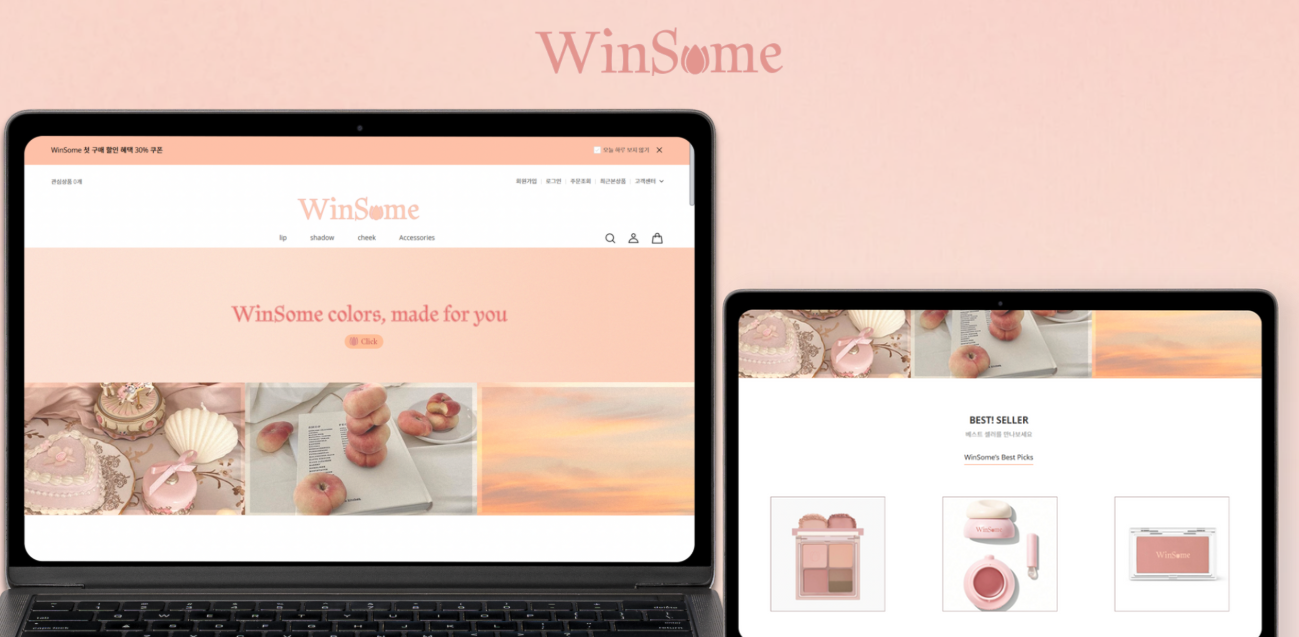 WinSome
WinSome 첫 구매 할인 혜택 30% 쿠폰
오늘 하루 보지 않기
관심상품 0개
회원가입 | 로그인 | 주문조회 | 최근본상품 | 고객센터
WinSome
lip shadow cheek Accessories
WinSome colors, made for you
Click
BEST! SELLER
베스트 셀러를 만나보세요
WinSome's Best Picks
WinSome
WinSome